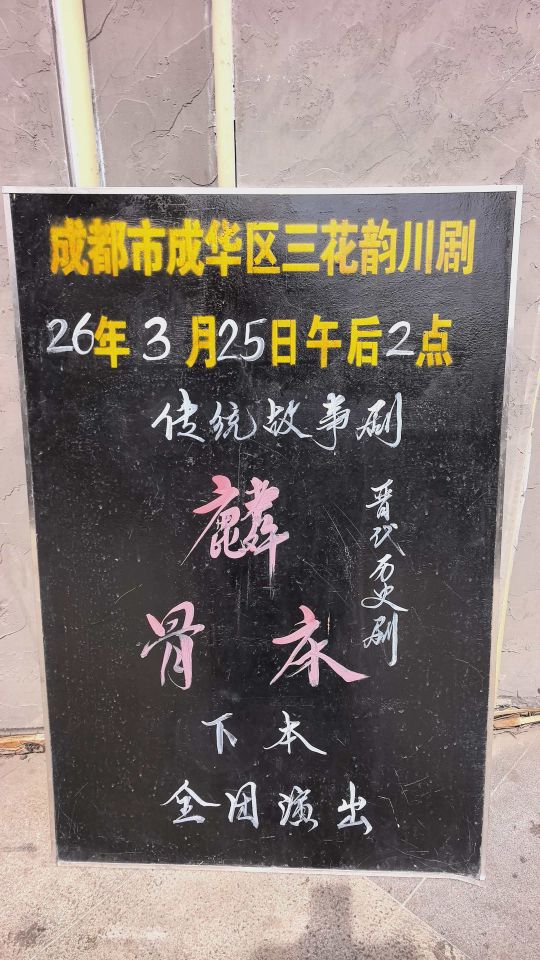 成都市成华区三花韵川剧
26年3月25日午后2点
传统故事剧
麟
骨床
晋代历史剧
下本
全团演出